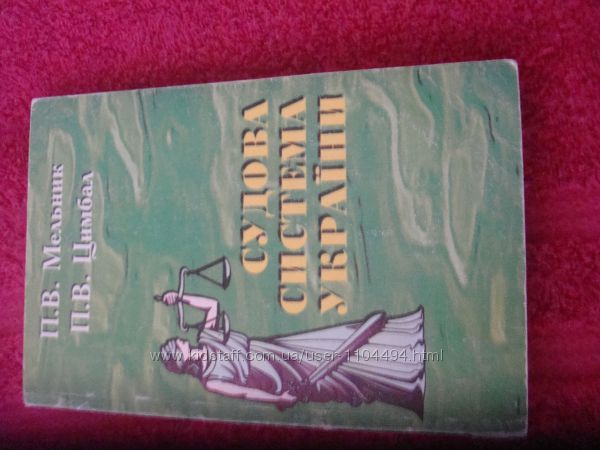 П.В. Мельник
П.В. Цимбал
СУДОВА
СИСТЕМА
УКРАЇНИ
www.kidstaff.com.ua/user-1104494.html